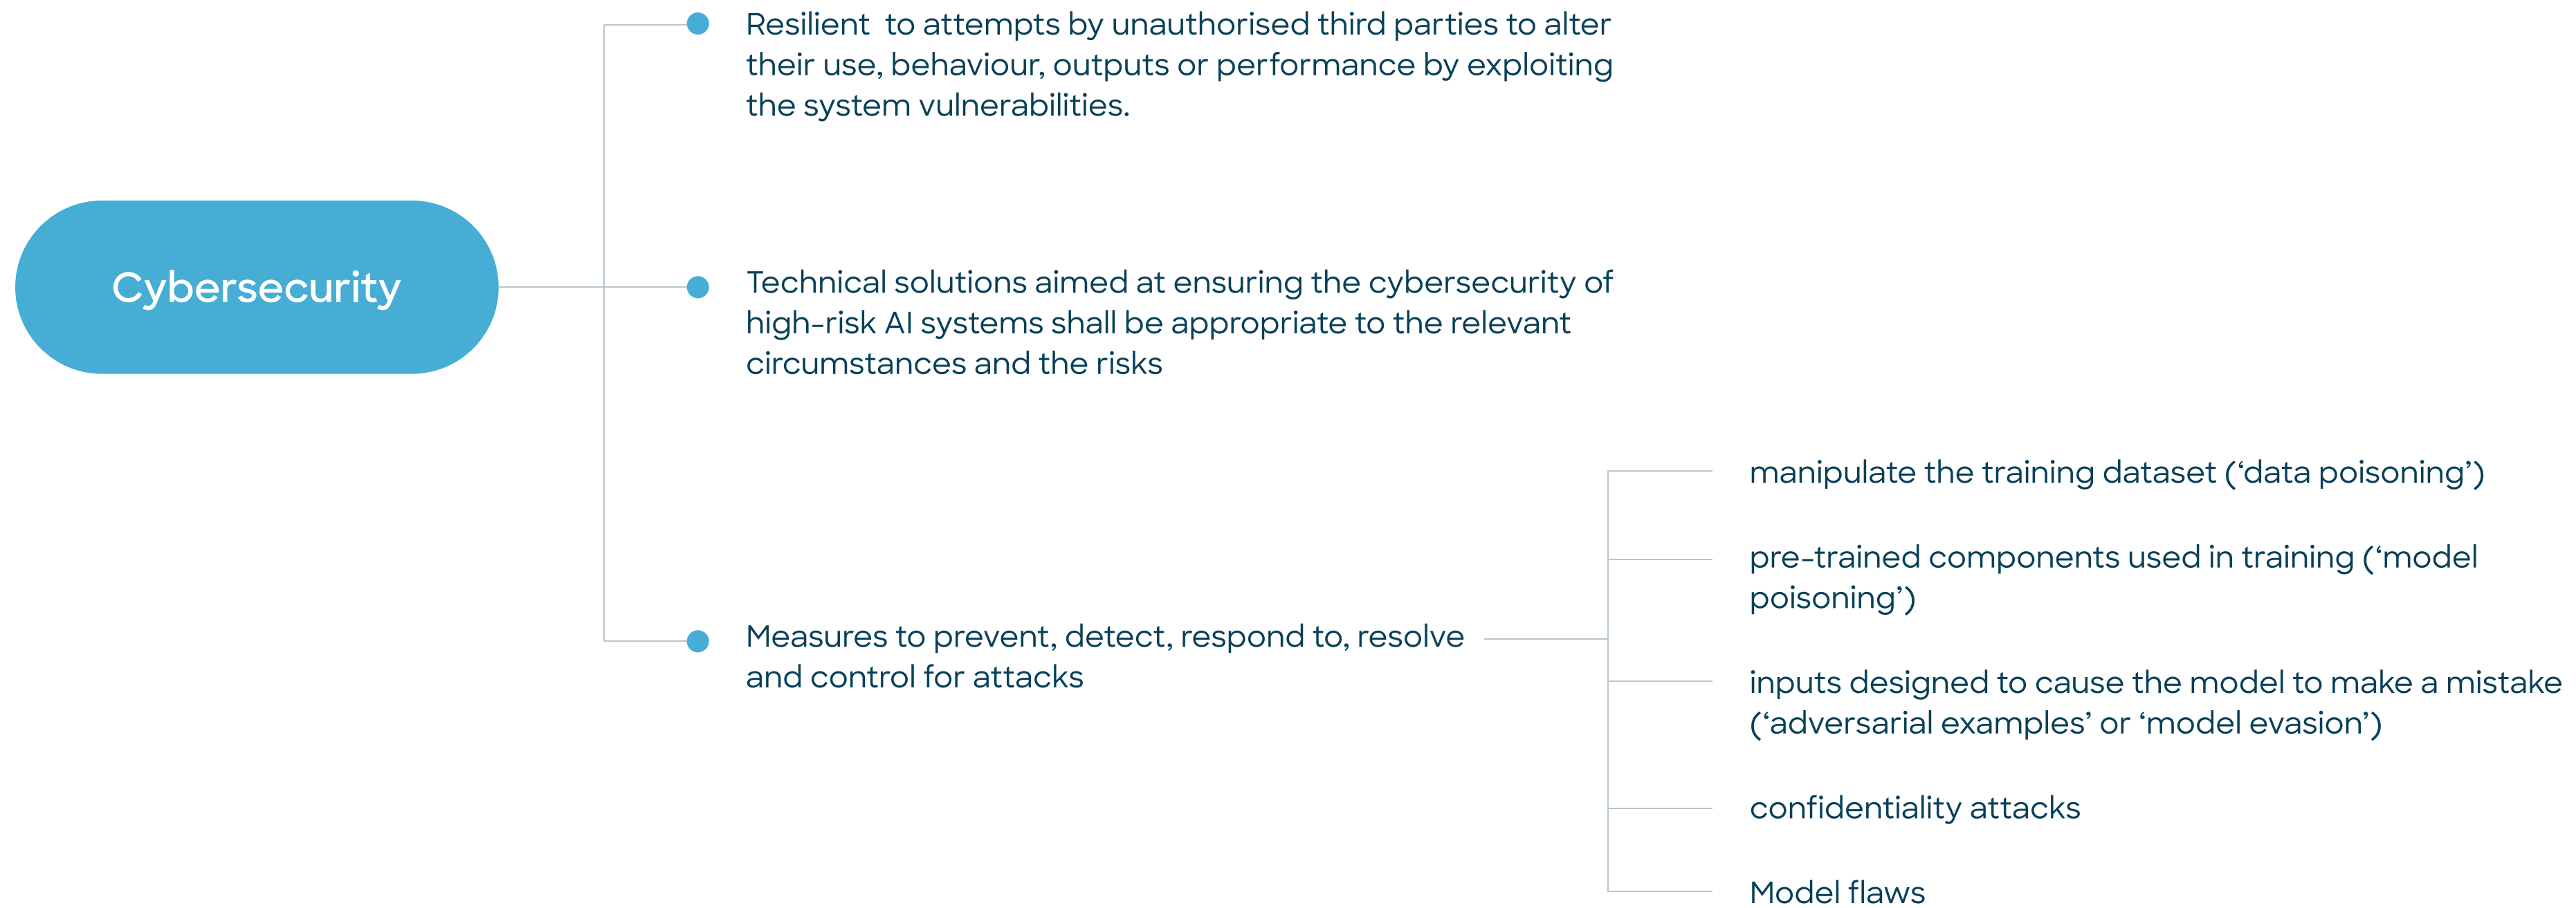 Cybersecurity
Resilient  to attempts by unauthorised third parties to alter
their use, behaviour, outputs or performance by exploiting
the system vulnerabilities.
Technical solutions aimed at ensuring the cybersecurity of
high-risk AI systems shall be appropriate to the relevant
circumstances and the risks
Measures to prevent, detect, respond to, resolve
and control for attacks
manipulate the training dataset (‘data poisoning’)
pre-trained components used in training (‘model
poisoning’)
inputs designed to cause the model to make a mistake
(‘adversarial examples’ or ‘model evasion’)
confidentiality attacks
Model flaws